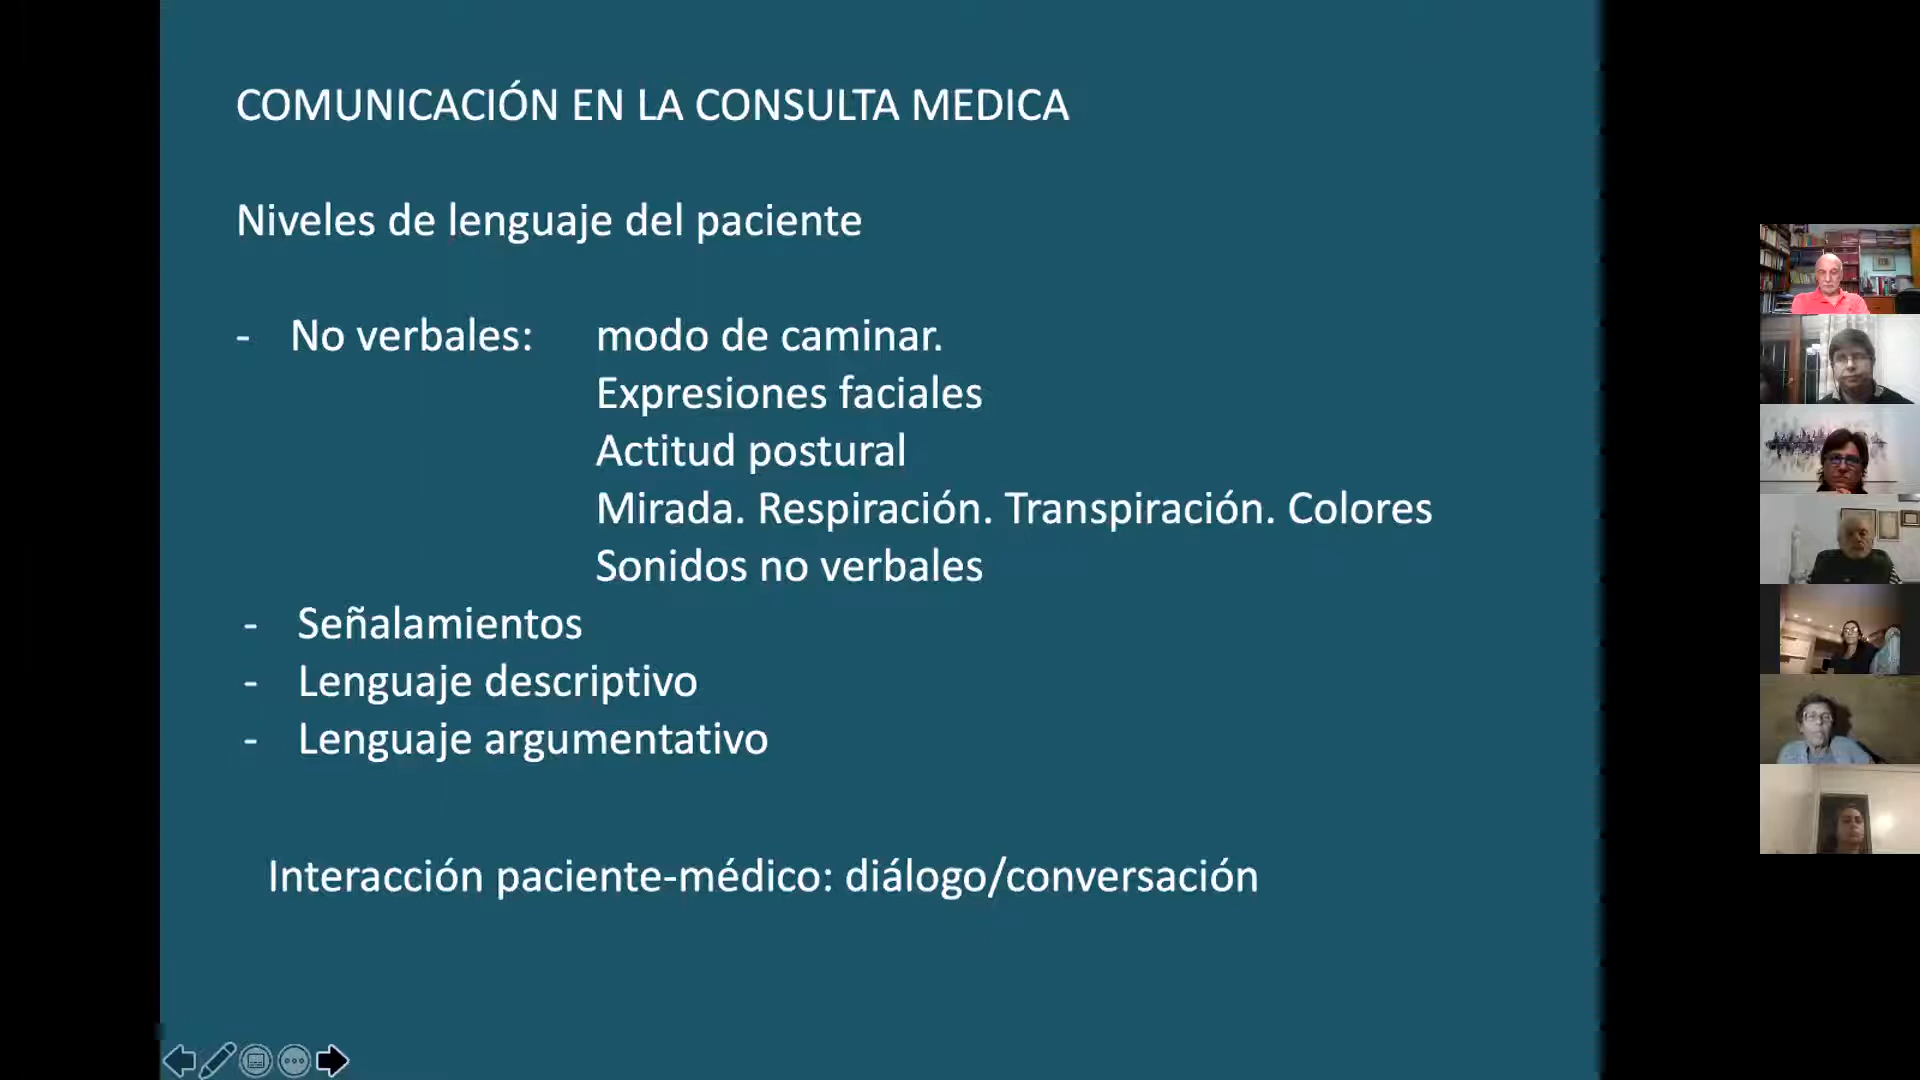 COMUNICACIÓN EN LA CONSULTA MEDICA
Niveles de lenguaje del paciente
- No verbales: modo de caminar.
Expresiones faciales
Actitud postural
Mirada. Respiración. Transpiración. Colores
Sonidos no verbales
- Señalamientos
- Lenguaje descriptivo
- Lenguaje argumentativo
Interacción paciente-médico: diálogo/conversación